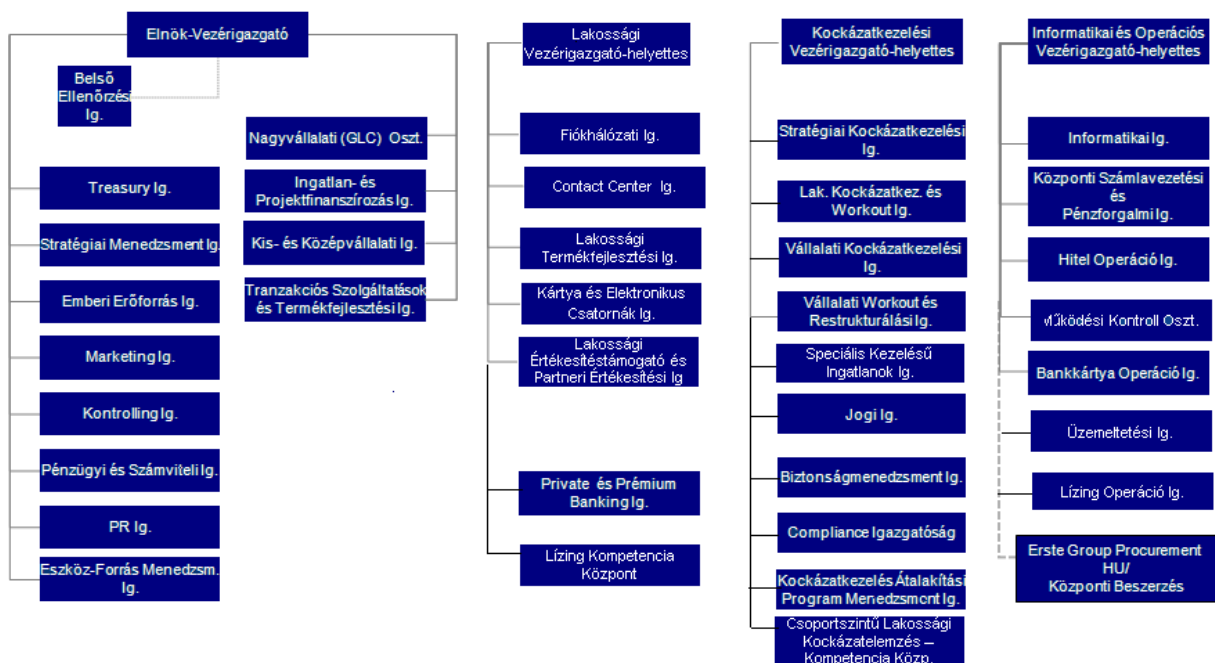 Elnök-Vezérigazgató
Belső
Ellenőrzési
Ig.
Treasury Ig.
Stratégiai Menedzsment Ig.
Emberi Erőforrás Ig.
Marketing Ig.
Kontrolling Ig.
Pénzügyi és Számviteli Ig.
PR Ig.
Eszköz-Forrás Menedzsm.
Ig.
Nagyvállalati (GLC) Oszt.
Ingatlan- és
Projektfinanszírozás Ig.
Kis- és Középvállalati Ig.
Tranzakciós Szolgáltatások
és Termékfejlesztési Ig.
Lakossági
Vezérigazgató-helyettes
Fiókhálózati Ig.
Contact Center Ig.
Lakossági
Termékfejlesztési Ig.
Kártya és Elektronikus
Csatornák Ig.
Lakossági
Értékesítéstámogató és
Partneri Értékesítési Ig
Private és Prémium
Banking Ig.
Lízing Kompetencia
Központ
Kockázatkezelési
Vezérigazgató-helyettes
Stratégiai Kockázatkezelési
Ig.
Lak. Kockázatkez. és
Workout Ig.
Vállalati Kockázatkezelési
Ig.
Vállalati Workout és
Restrukturálási Ig.
Speciális Kezelésű
Ingatlanok Ig.
Jogi Ig.
Biztonságmenedzsment Ig.
Compliance Igazgatóság
Kockázatkezelés Átalakítási
Program Menedzsment Ig.
Csoportszintű Lakossági
Kockázatelemzés –
Kompetencia Közp.
Informatikai és Operációs
Vezérigazgató-helyettes
Informatikai Ig.
Központi Számlavezetési
és
Pénzforgalmi Ig.
Hitel Operáció Ig.
Működési Kontroll Oszt.
Bankkártya Operáció Ig.
Üzemeltetési Ig.
Lízing Operáció Ig.
Erste Group Procurement
HU/
Központi Beszerzés